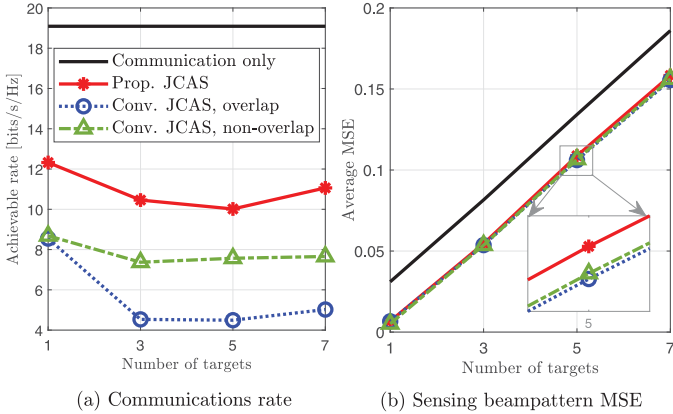 20
18
16
14
12
10
8
6
4
Achievable rate [bits/s/Hz]
Communication only
Prop. JCAS
Conv. JCAS, overlap
Conv. JCAS, non-overlap
1
3
5
7
Number of targets
(a) Communications rate
0.2
0.15
0.1
0.05
0
Average MSE
5
1
3
5
7
Number of targets
(b) Sensing beampattern MSE